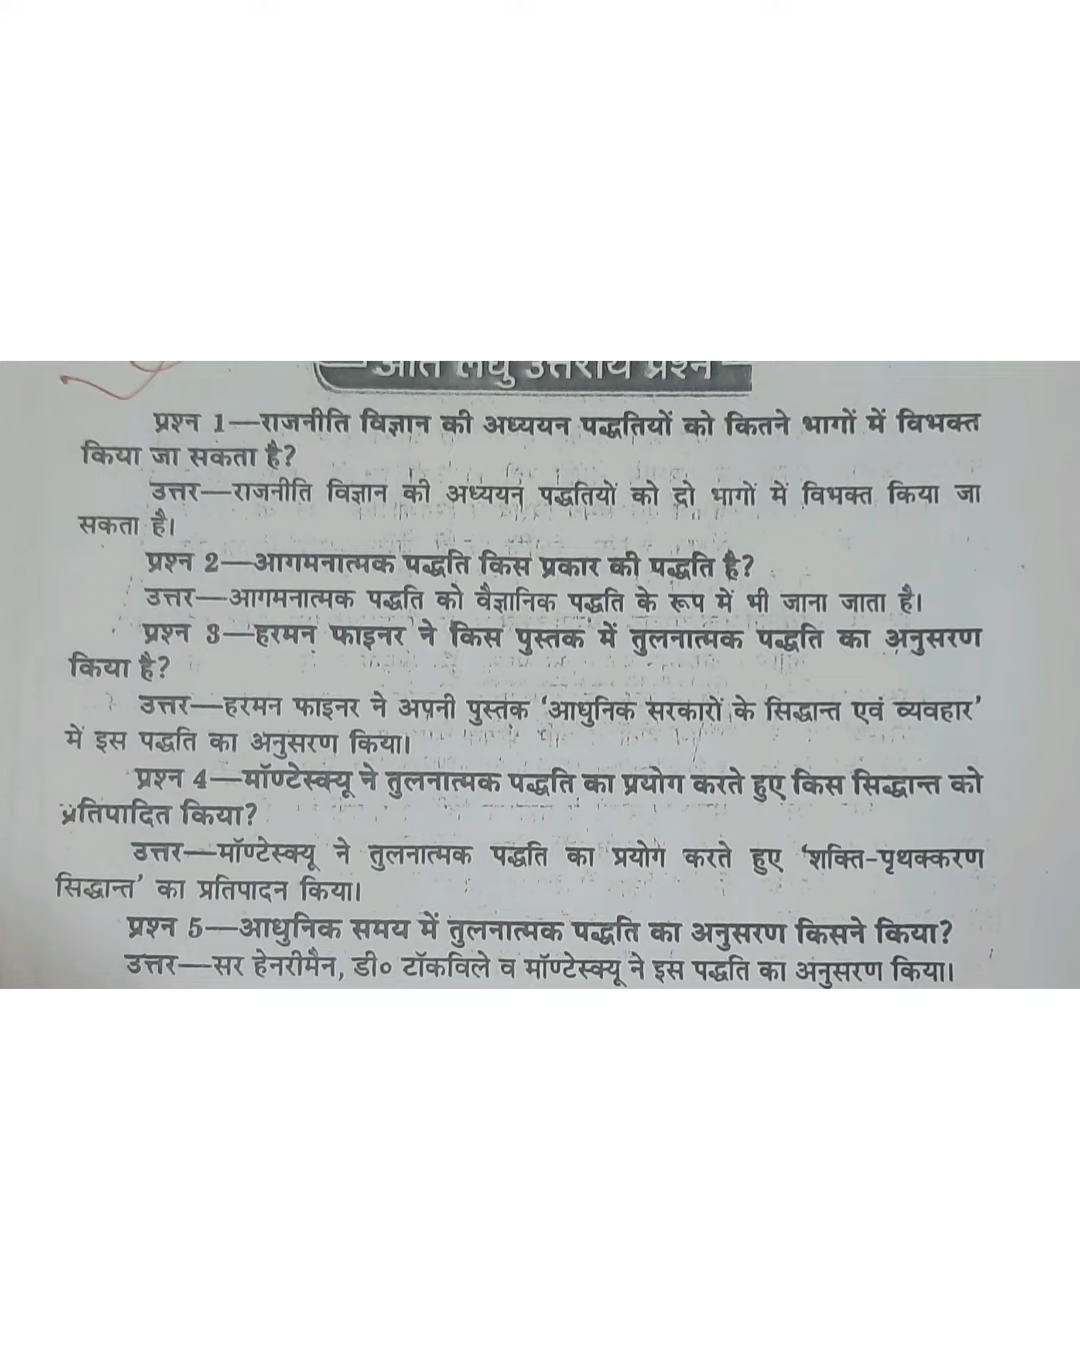 अति लघु उत्तरीय प्रश्न
प्रश्न 1—राजनीति विज्ञान की अध्ययन पद्धतियों को कितने भागों में विभक्त
किया जा सकता है?
उत्तर—राजनीति विज्ञान की अध्ययन पद्धतियों को दो भागों में विभक्त किया जा
सकता है।
प्रश्न 2—आगमनात्मक पद्धति किस प्रकार की पद्धति है?
उत्तर—आगमनात्मक पद्धति को वैज्ञानिक पद्धति के रूप में भी जाना जाता है।
प्रश्न 3—हरमन फाइनर ने किस पुस्तक में तुलनात्मक पद्धति का अनुसरण
किया है?
उत्तर—हरमन फाइनर ने अपनी पुस्तक ‘आधुनिक सरकारों के सिद्धान्त एवं व्यवहार’
में इस पद्धति का अनुसरण किया।
प्रश्न 4—मॉण्टेस्क्यू ने तुलनात्मक पद्धति का प्रयोग करते हुए किस सिद्धान्त को
प्रतिपादित किया?
उत्तर—मॉण्टेस्क्यू ने तुलनात्मक पद्धति का प्रयोग करते हुए ‘शक्ति-पृथक्करण
सिद्धान्त’ का प्रतिपादन किया।
प्रश्न 5—आधुनिक समय में तुलनात्मक पद्धति का अनुसरण किसने किया?
उत्तर—सर हेनरीमैन, डी० टॉकविले व मॉण्टेस्क्यू ने इस पद्धति का अनुसरण किया।